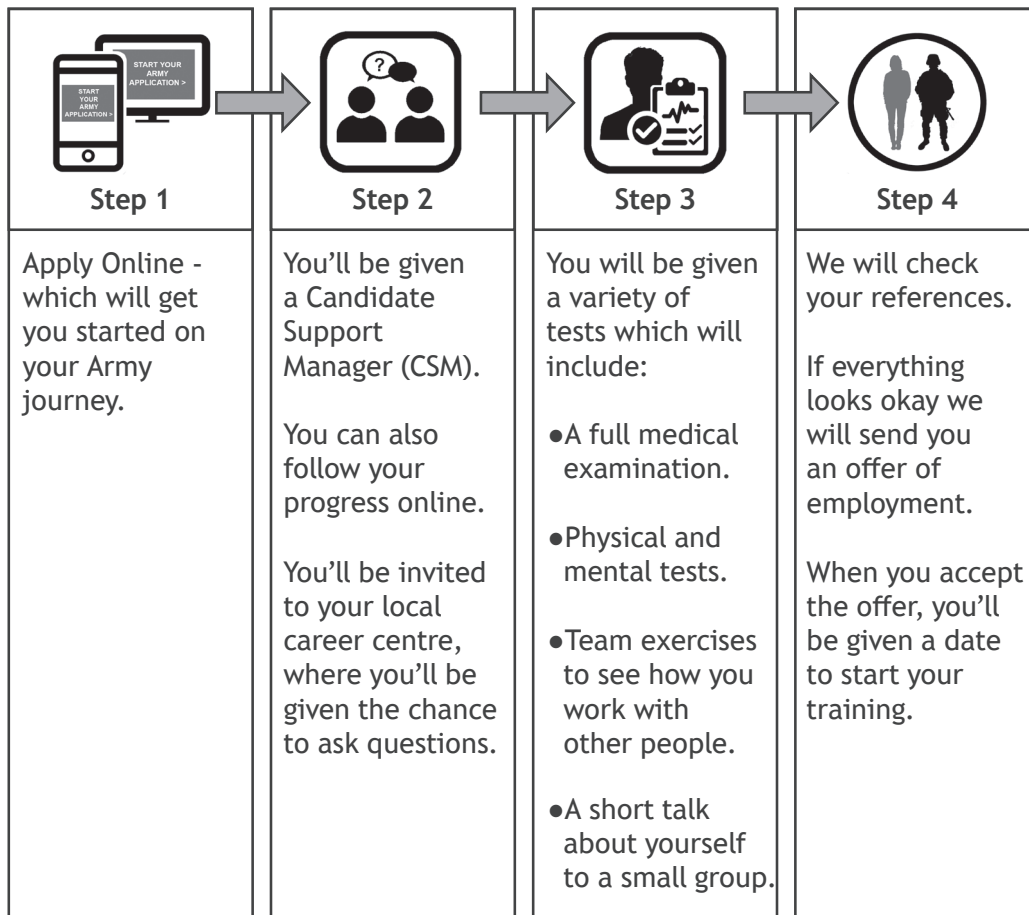 START YOUR
ARMY
APPLICATION >
START
YOUR
ARMY
APPLICATION >
?
Step 1
Apply Online -
which will get
you started on
your Army
journey.
Step 2
You’ll be given
a Candidate
Support
Manager (CSM).
You can also
follow your
progress online.
You’ll be invited
to your local
career centre,
where you’ll be
given the chance
to ask questions.
Step 3
You will be given
a variety of
tests which will
include:
●A full medical
examination.
●Physical and
mental tests.
●Team exercises
to see how you
work with
other people.
●A short talk
about yourself
to a small group.
Step 4
We will check
your references.
If everything
looks okay we
will send you
an offer of
employment.
When you accept
the offer, you’ll
be given a date
to start your
training.